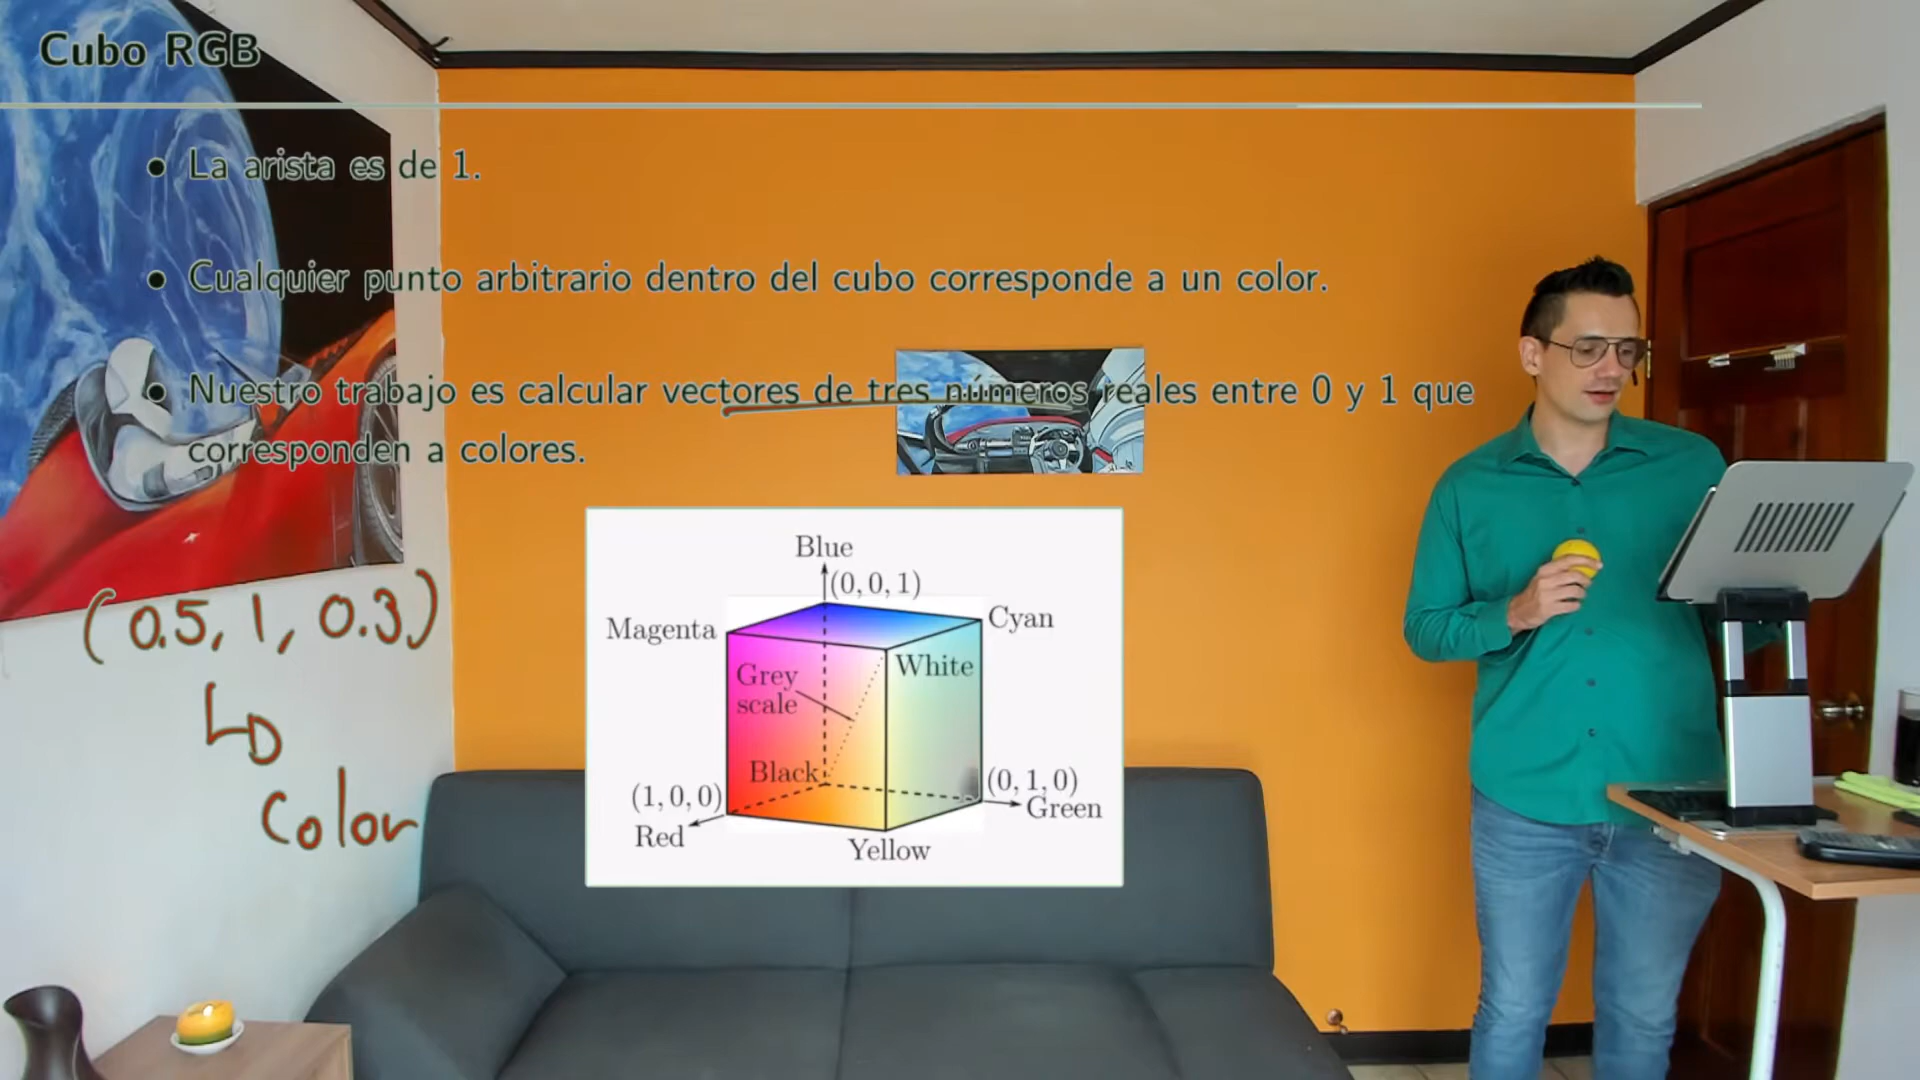 Cubo RGB
• La arista es de 1.
• Cualquier punto arbitrario dentro del cubo corresponde a un color.
• Nuestro trabajo es calcular vectores de tres números reales entre 0 y 1 que
corresponden a colores.
(0.5, 1, 0.3)
Color
Blue
(0, 0, 1)
Magenta
Cyan
White
Grey
scale
Black
(1, 0, 0)
Red
(0, 1, 0)
Green
Yellow